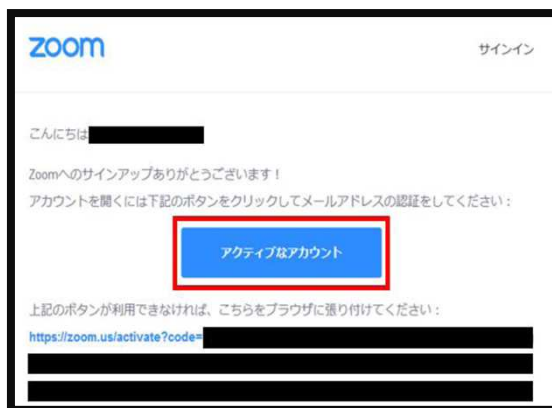 zoom
サインイン
こんにちは
Zoomへのサインアップありがとうございます！
アカウントを開くには下記のボタンをクリックしてメールアドレスの認証をしてください：
アクティブなアカウント
上記のボタンが利用できなければ、こちらをブラウザに張り付けてください：
https://zoom.us/activate?code=